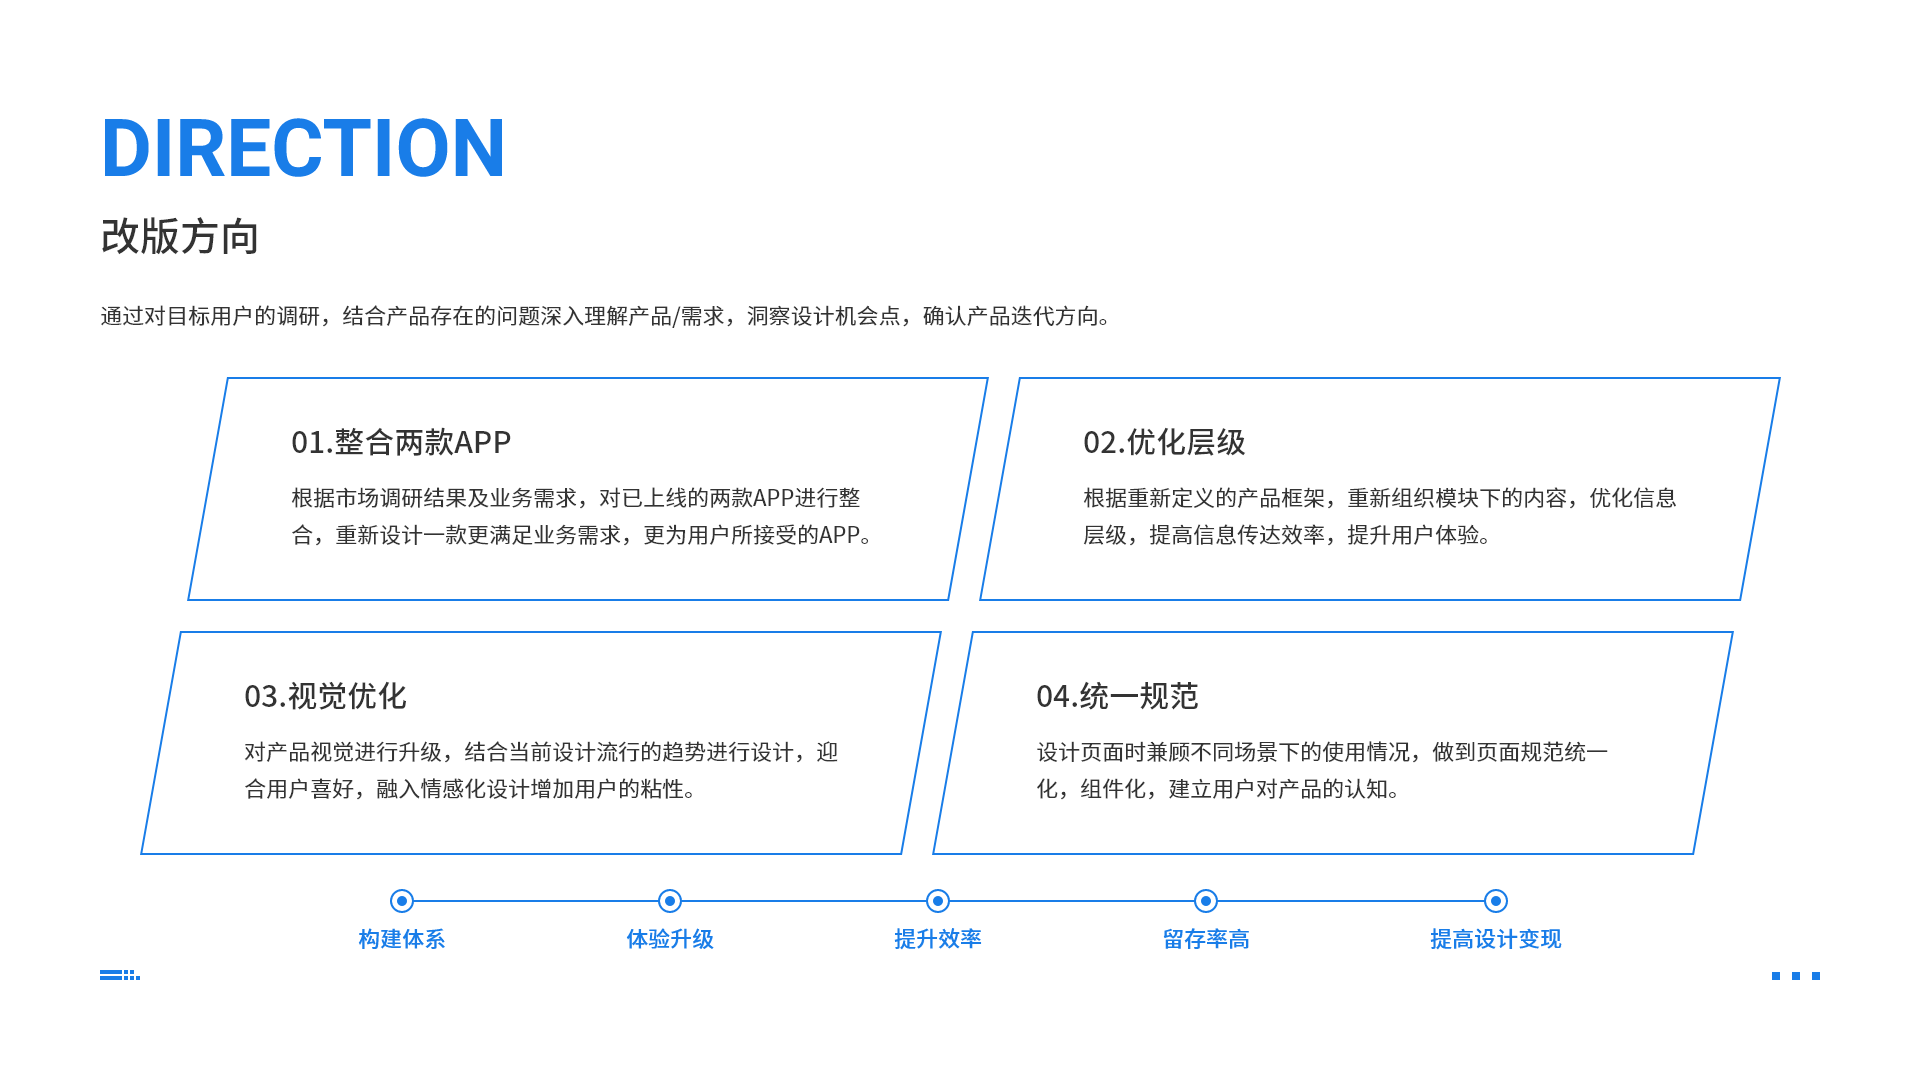 DIRECTION
改版方向
通过对目标用户的调研，结合产品存在的问题深入理解产品/需求，洞察设计机会点，确认产品迭代方向。
01.整合两款APP
根据市场调研结果及业务需求，对已上线的两款APP进行整
合，重新设计一款更满足业务需求，更为用户所接受的APP。
02.优化层级
根据重新定义的产品框架，重新组织模块下的内容，优化信息
层级，提高信息传达效率，提升用户体验。
03.视觉优化
对产品视觉进行升级，结合当前设计流行的趋势进行设计，迎
合用户喜好，融入情感化设计增加用户的粘性。
04.统一规范
设计页面时兼顾不同场景下的使用情况，做到页面规范统一
化，组件化，建立用户对产品的认知。
构建体系
体验升级
提升效率
留存率高
提高设计变现